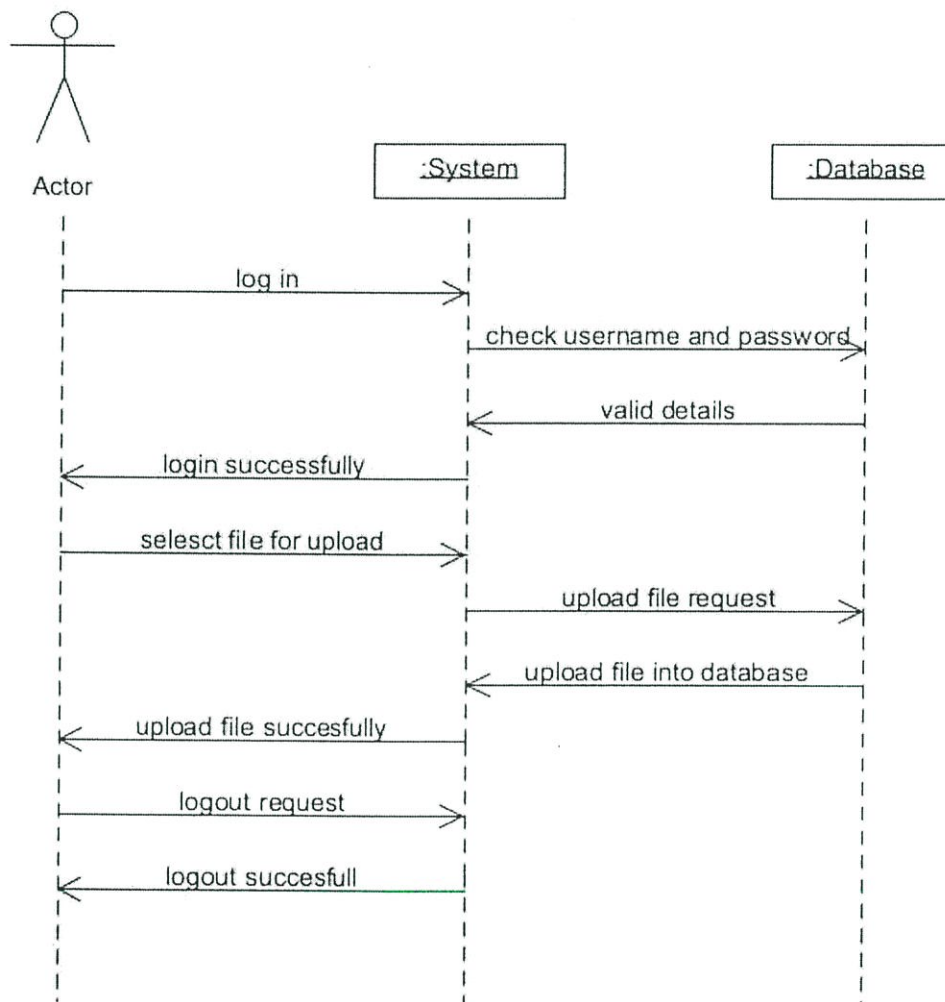 :System
:Database
Actor
log in
check username and password
valid details
login successfully
selesct file for upload
upload file request
upload file into database
upload file succesfully
logout request
logout succesfull